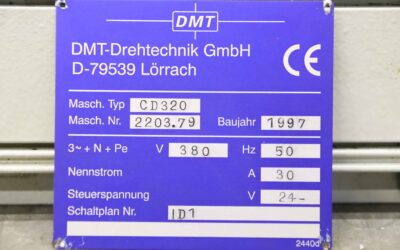 DMT
DMT-Drehtechnik GmbH
D-79539 Lörrach
CE
Masch. Typ CD320
Masch. Nr. 2203.79 Baujahr 1997
3~ + N + Pe V 380 Hz 50
Nennstrom A 30
Steuerspannung V 24-
Schaltplan Nr. ID1
2440d